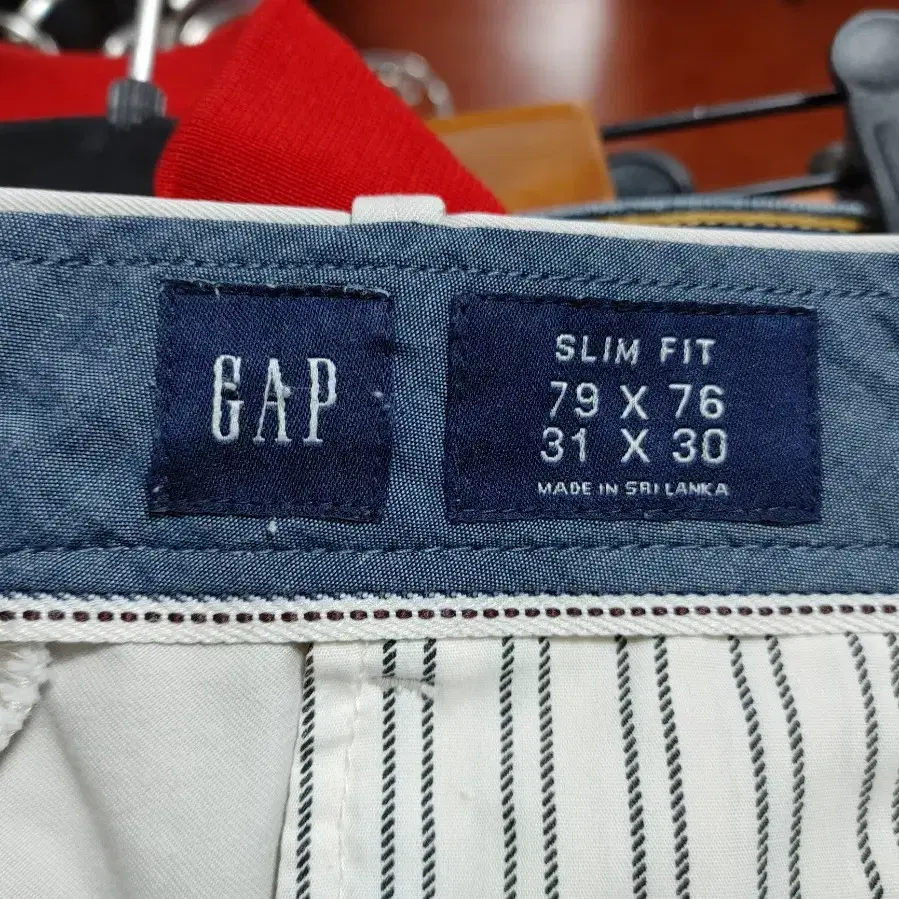 GAP
SLIM FIT
79 X 76
31 X 30
MADE IN SRI LANKA